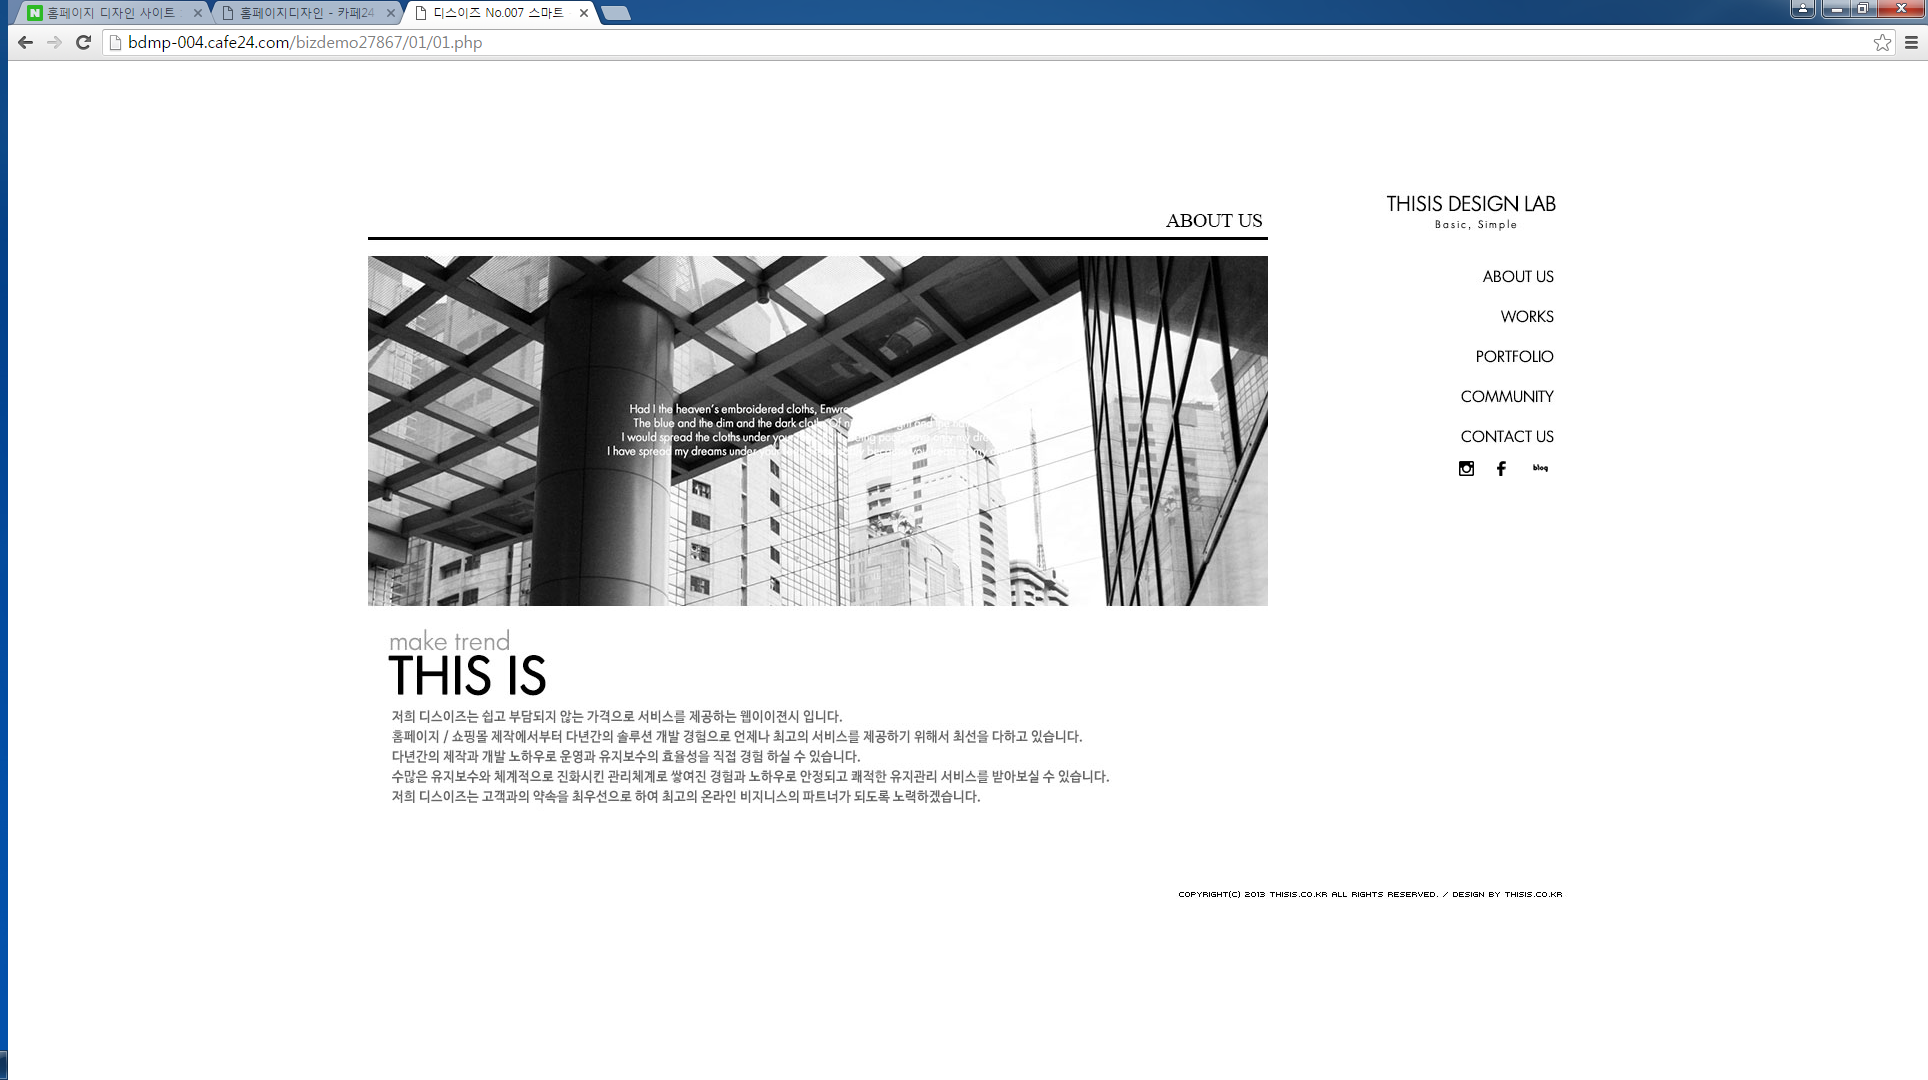 홈페이지 디자인 사이트
홈페이지디자인 - 카페24
디스이즈 No.007 스마트
bdmp-004.cafe24.com/bizdemo27867/01/01.php
THISIS DESIGN LAB
Basic, Simple
ABOUT US
ABOUT US
WORKS
PORTFOLIO
COMMUNITY
CONTACT US
blog
Had I the heaven's embroidered cloths,
The blue and the dim and the dark
I would spread the cloths under your
I have spread my dreams under your
make trend
THIS IS
저희 디스이즈는 쉽고 부담되지 않는 가격으로 서비스를 제공하는 웹이이젼시 입니다.
홈페이지 / 쇼핑몰 제작에서부터 다년간의 솔루션 개발 경험으로 언제나 최고의 서비스를 제공하기 위해서 최선을 다하고 있습니다.
다년간의 제작과 개발 노하우로 운영과 유지보수의 효율성을 직접 경험 하실 수 있습니다.
수많은 유지보수와 체계적으로 진화시킨 관리체계로 쌓여진 경험과 노하우로 안정되고 쾌적한 유지관리 서비스를 받아보실 수 있습니다.
저희 디스이즈는 고객과의 약속을 최우선으로 하여 최고의 온라인 비지니스의 파트너가 되도록 노력하겠습니다.
COPYRIGHT(C) 2013 THISIS.CO.KR ALL RIGHTS RESERVED. / DESIGN BY THISIS.CO.KR